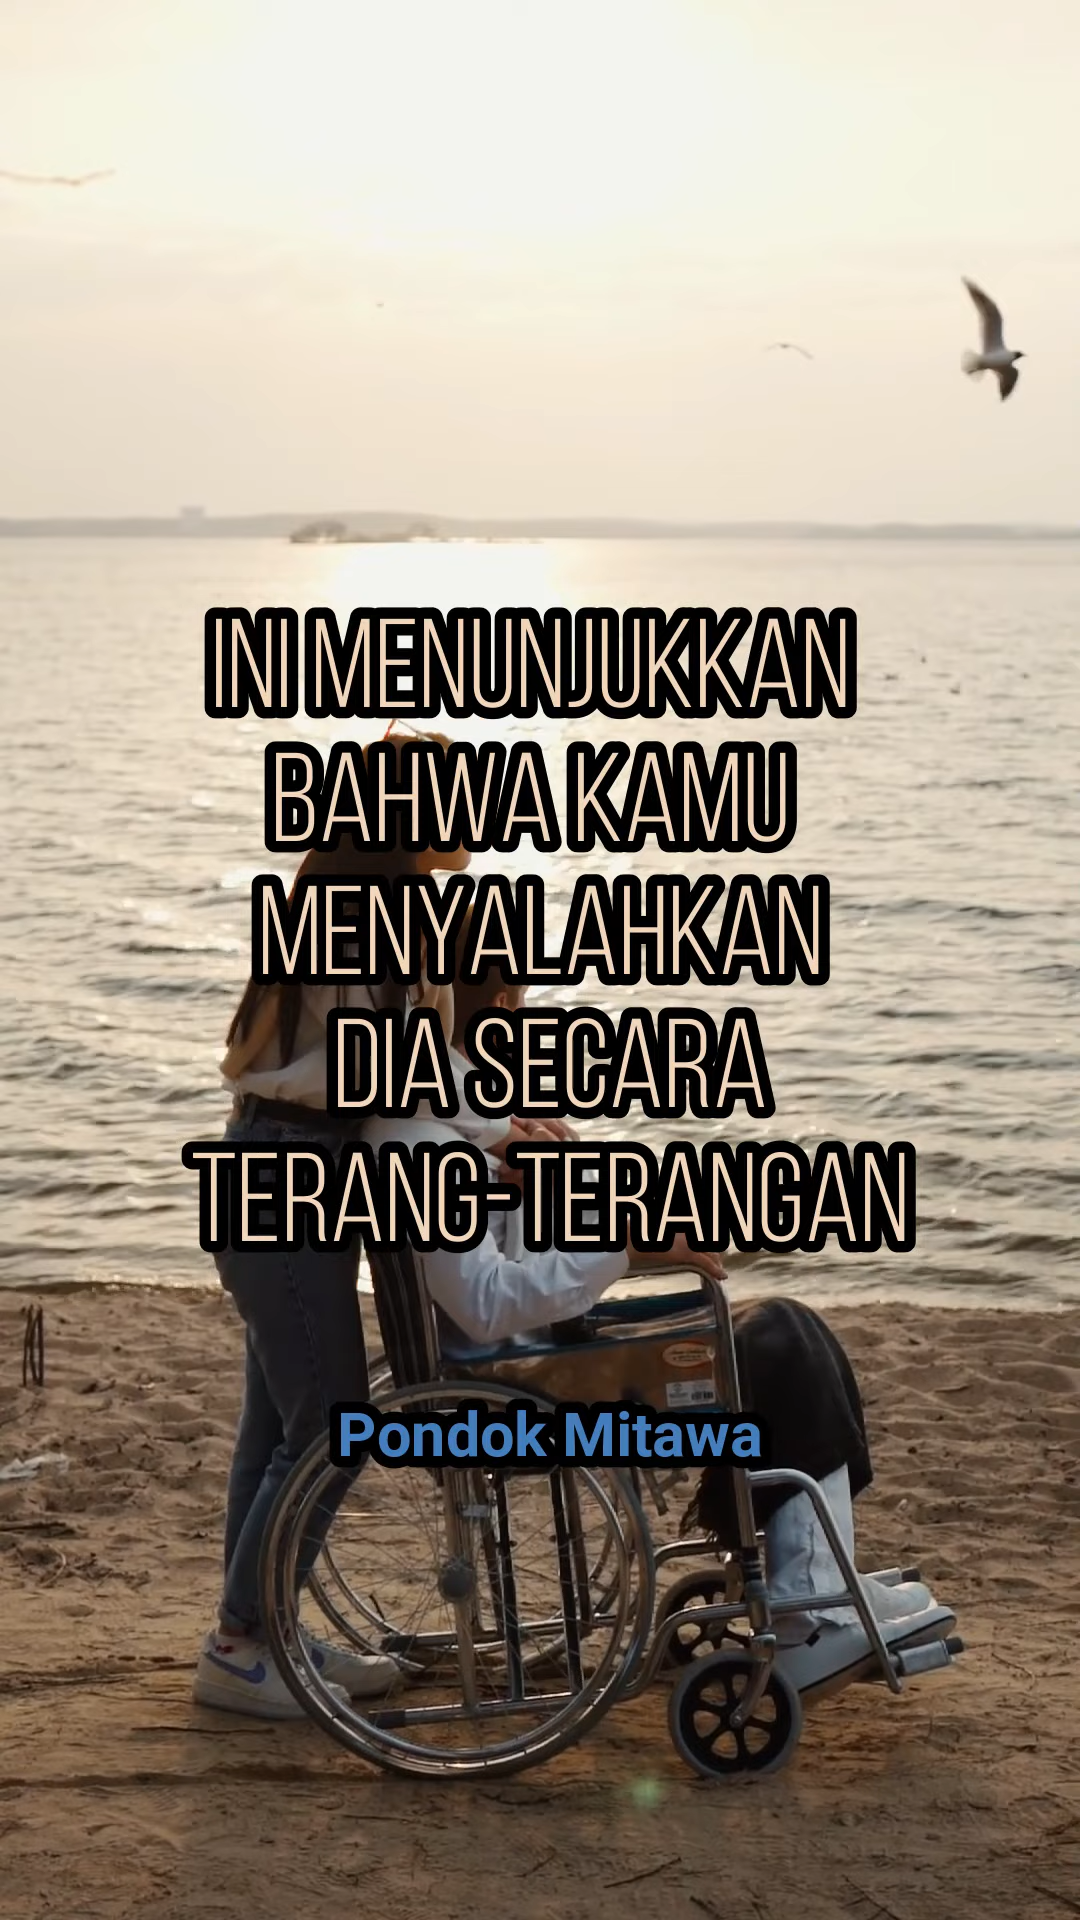 INI MENUNJUKKAN
BAHWA KAMU
MENYALAHKAN
DIA SECARA
TERANG-TERANGAN
Pondok Mitawa